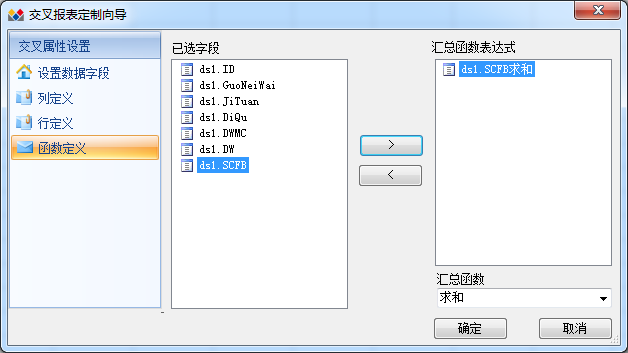 交叉报表定制向导
交叉属性设置
设置数据字段
列定义
行定义
函数定义
已选字段
ds1.ID
ds1.GuoNeiWai
ds1.JiTuan
ds1.DiQu
ds1.DWMC
ds1.DW
ds1.SCFB
>
<
汇总函数表达式
ds1.SCFB求和
汇总函数
求和
确定
取消